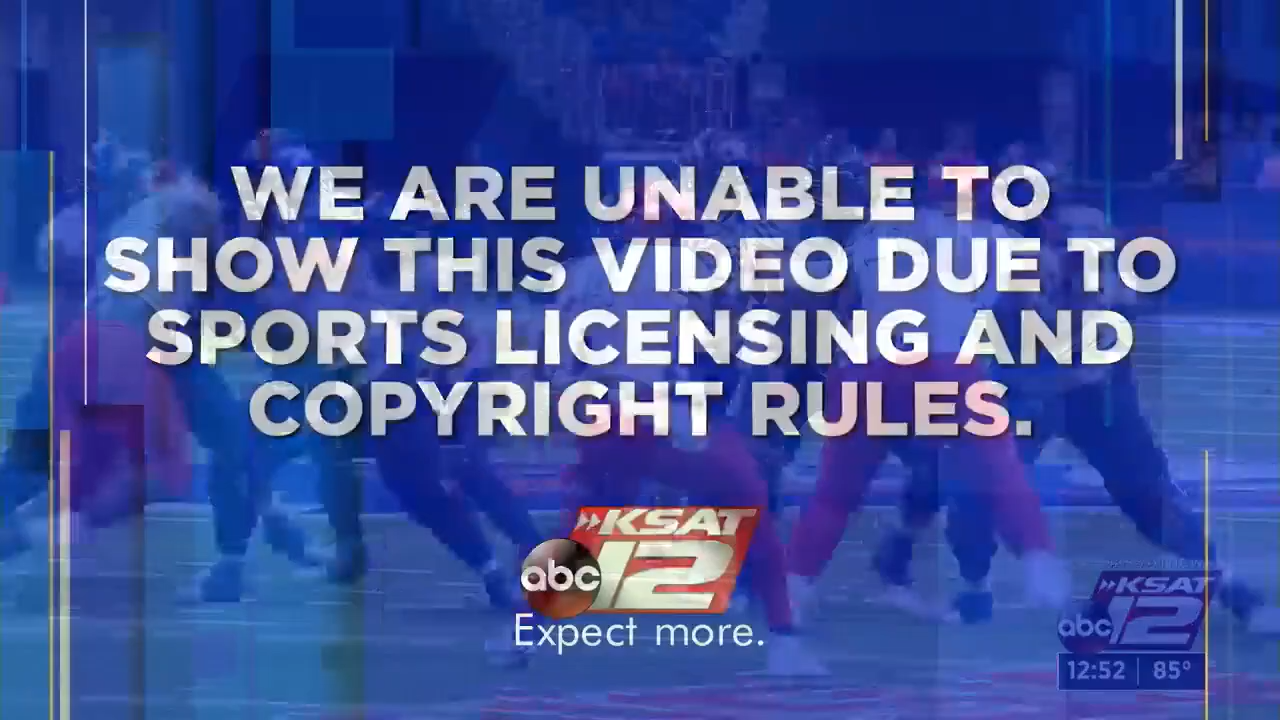 WE ARE UNABLE TO
SHOW THIS VIDEO DUE TO
SPORTS LICENSING AND
COPYRIGHT RULES.
KSAT
abc 12
Expect more.
KSAT
abc 12
12:52 85°